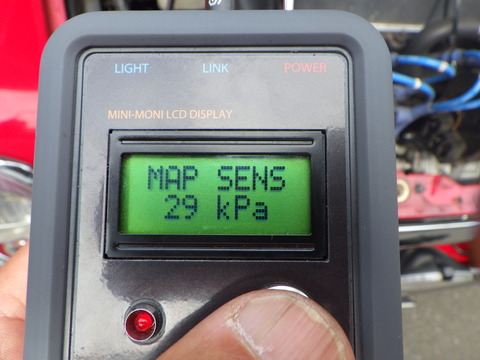 LIGHT LINK POWER
MINI-MONI LCD DISPLAY
MAP SENS
29 kPa